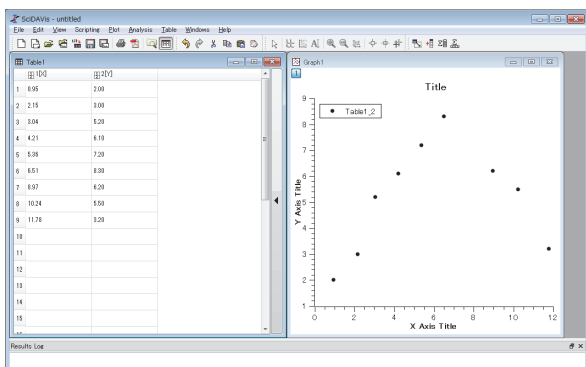 SciDAVis - untitled
File Edit View Scripting Plot Analysis Table Windows Help
Table1
1[X] 2[Y]
1 0.95 2.00
2 2.15 3.00
3 3.04 5.20
4 4.21 6.10
5 5.36 7.20
6 6.51 8.30
7 8.97 6.20
8 10.24 5.50
9 11.78 3.20
10
11
12
13
14
15
Graph1
1
Title
Table1_2
Y Axis Title
9
8
7
6
5
4
3
2
1
0 2 4 6 8 10 12
X Axis Title
Results Log